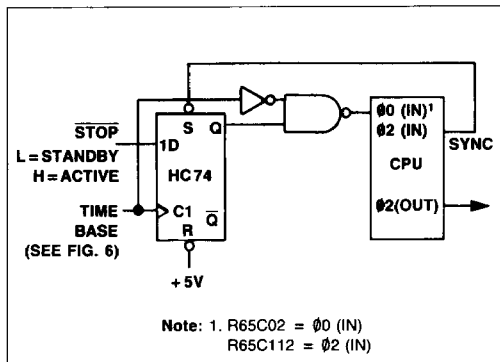 S
Q
STOP
1D
L = STANDBY
H = ACTIVE
HC74
TIME
BASE
(SEE FIG. 6)
C1
Q
R
+5V
Ø0 (IN)¹
Ø2 (IN)
CPU
SYNC
Ø2(OUT)
Note: 1. R65C02 = Ø0 (IN)
R65C112 = Ø2 (IN)